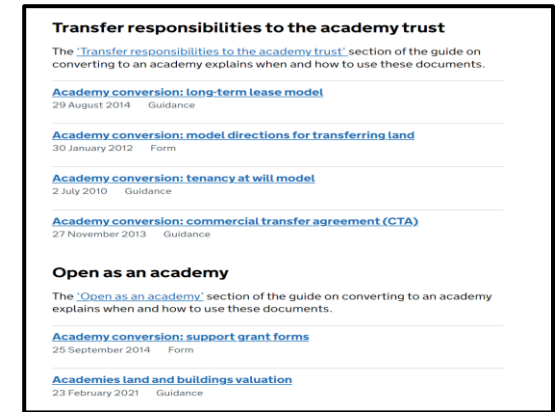 Transfer responsibilities to the academy trust
The 'Transfer responsibilities to the academy trust' section of the guide on
converting to an academy explains when and how to use these documents.
Academy conversion: long-term lease model
29 August 2014 Guidance
Academy conversion: model directions for transferring land
30 January 2012 Form
Academy conversion: tenancy at will model
2 July 2010 Guidance
Academy conversion: commercial transfer agreement (CTA)
27 November 2013 Guidance
Open as an academy
The 'Open as an academy' section of the guide on converting to an academy
explains when and how to use these documents.
Academy conversion: support grant forms
25 September 2014 Form
Academies land and buildings valuation
23 February 2021 Guidance